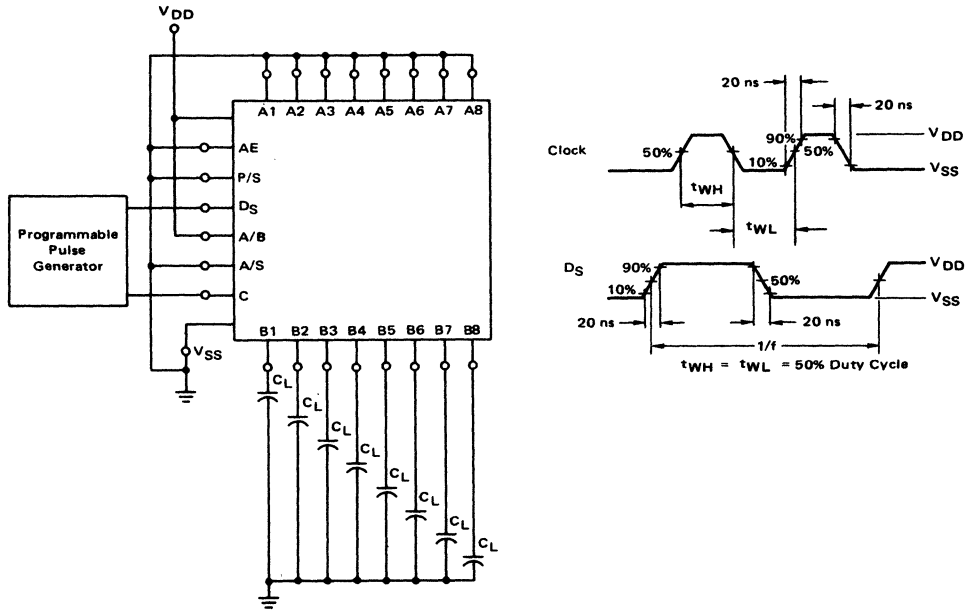 VDD
A1 A2 A3 A4 A5 A6 A7 A8
AE
P/S
DS
A/B
A/S
C
Programmable
Pulse
Generator
VSS
B1 B2 B3 B4 B5 B6 B7 B8
CL
CL
CL
CL
CL
CL
CL
CL
20 ns
20 ns
Clock
50%
90%
10%
50%
VDD
VSS
tWH
tWL
DS
90%
10%
50%
VDD
VSS
20 ns
20 ns
1/f
tWH = tWL = 50% Duty Cycle